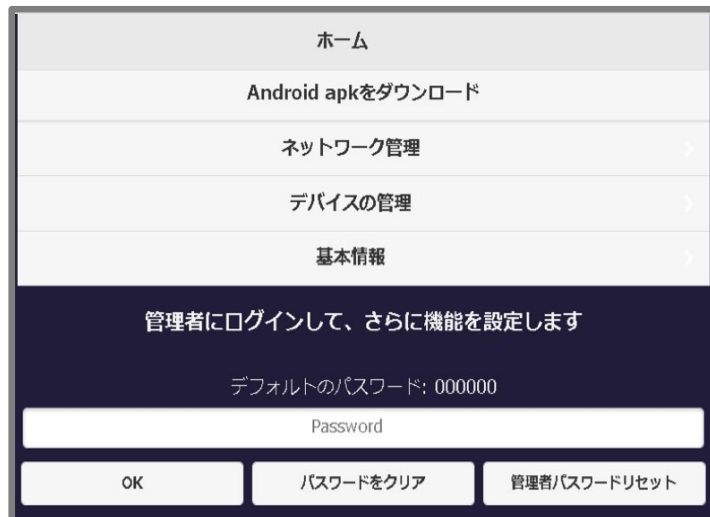 ホーム
Android apkをダウンロード
ネットワーク管理
デバイスの管理
基本情報
管理者にログインして、さらに機能を設定します
デフォルトのパスワード: 000000
Password
OK
パスワードをクリア
管理者パスワードリセット